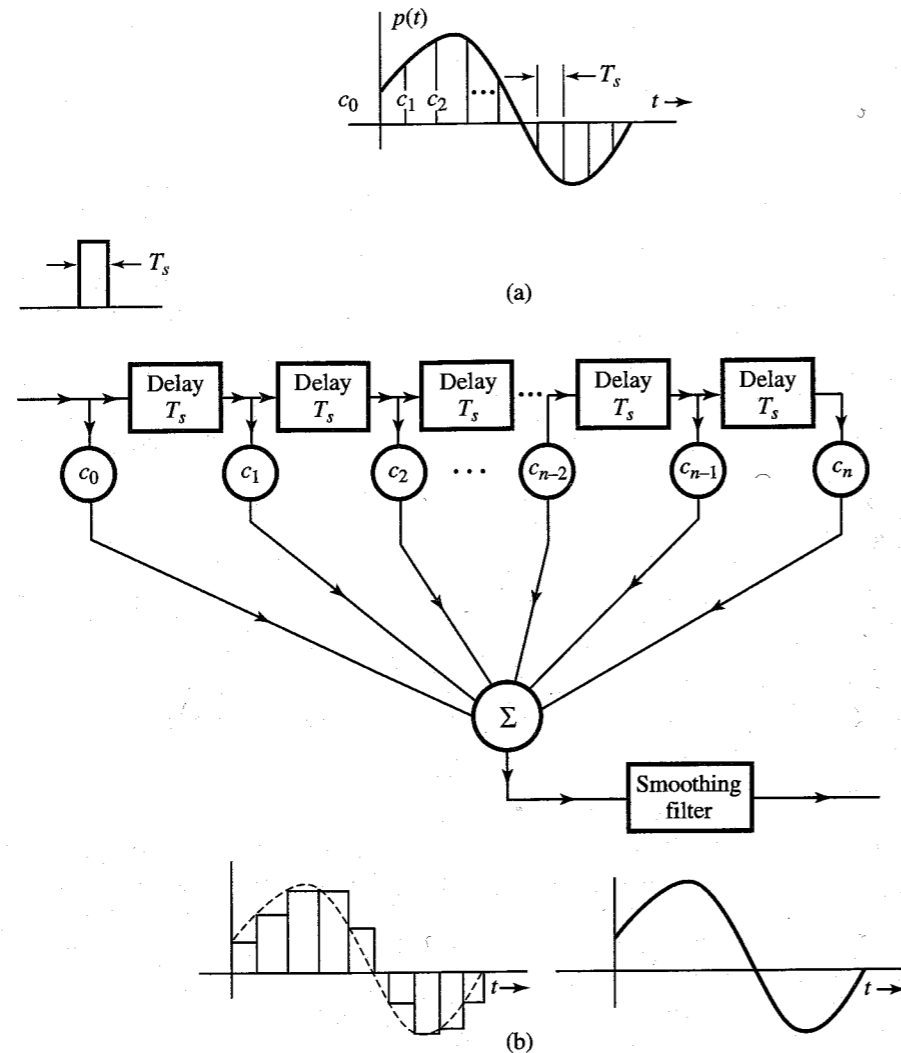 p(t)
c₀ c₁ c₂ ••• Tₛ t
Tₛ
(a)
Delay Tₛ
Delay Tₛ
Delay Tₛ
•••
Delay Tₛ
Delay Tₛ
c₀ c₁ c₂ ••• cₙ₋₂ cₙ₋₁ cₙ
Σ
Smoothing
filter
t
t
(b)